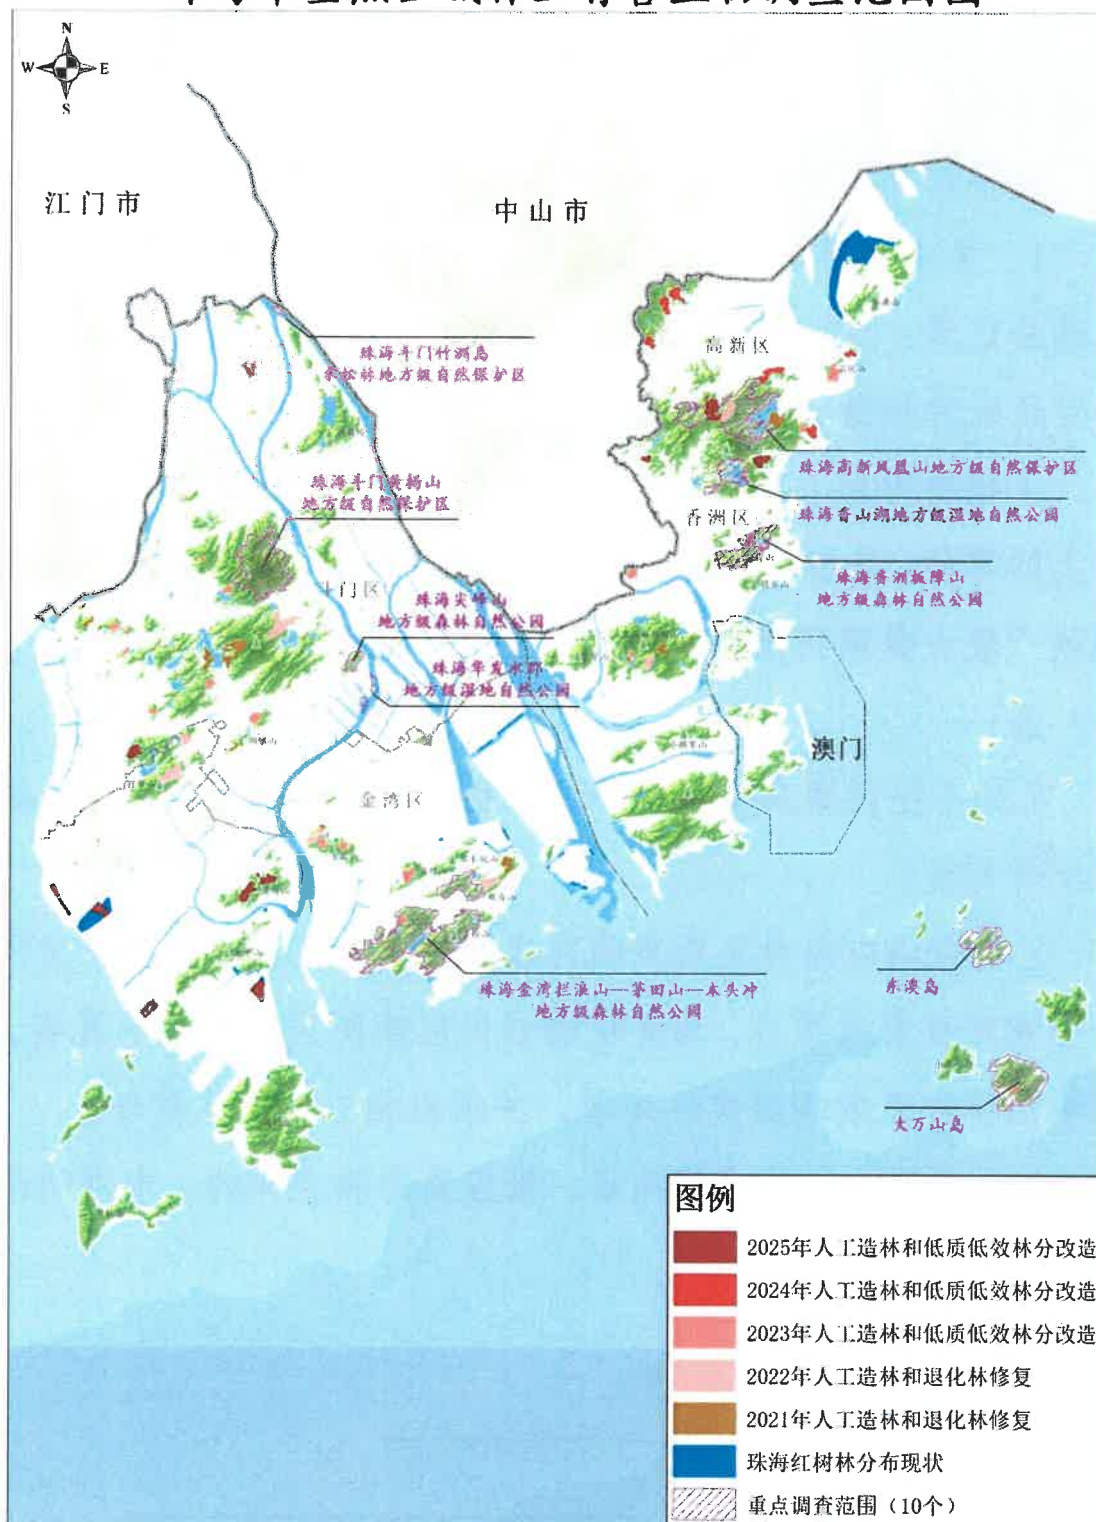 N
W E
S
江门市
中山市
高新区
珠海斗门竹洲岛
水松林地方级自然保护区
珠海高新凤凰山地方级自然保护区
珠海斗门黄杨山
地方级自然保护区
香洲区
珠海香山湖地方级湿地自然公园
珠海香洲板障山
地方级森林自然公园
斗门区
珠海尖峰山
地方级森林自然公园
珠海华发水郡
地方级湿地自然公园
澳门
金湾区
珠海金湾拦浪山—茅田山—木头冲
地方级森林自然公园
东澳岛
大万山岛
图例
2025年人工造林和低质低效林分改造
2024年人工造林和低质低效林分改造
2023年人工造林和低质低效林分改造
2022年人工造林和退化林修复
2021年人工造林和退化林修复
珠海红树林分布现状
重点调查范围（10个）